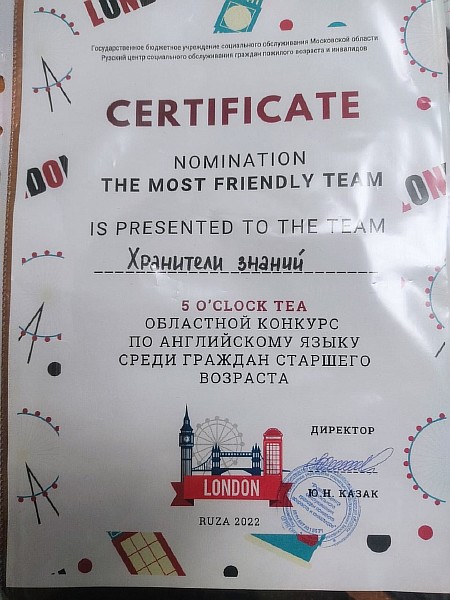 Государственное бюджетное учреждение социального обслуживания Московской области
Рузский центр социального обслуживания граждан пожилого возраста и инвалидов
CERTIFICATE
NOMINATION
THE MOST FRIENDLY TEAM
IS PRESENTED TO THE TEAM
Хранители знаний
5 O'CLOCK TEA
ОБЛАСТНОЙ КОНКУРС
ПО АНГЛИЙСКОМУ ЯЗЫКУ
СРЕДИ ГРАЖДАН СТАРШЕГО
ВОЗРАСТА
ДИРЕКТОР
LONDON
Ю.Н. КАЗАК
RUZA 2022